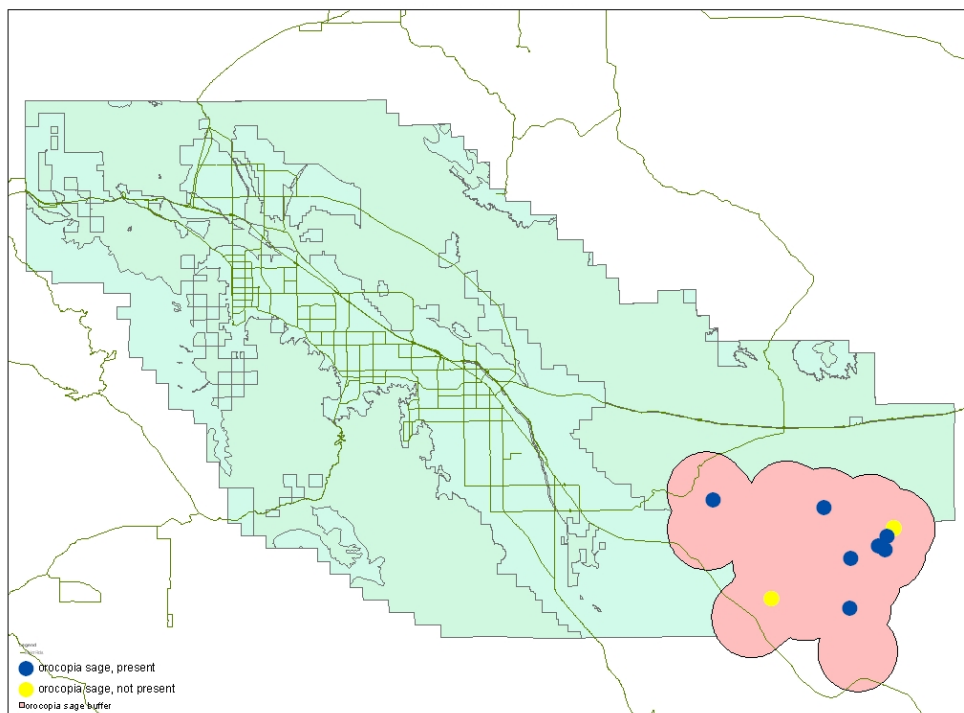 orocopia sage, present
orocopia sage, not present
orocopia sage buffer